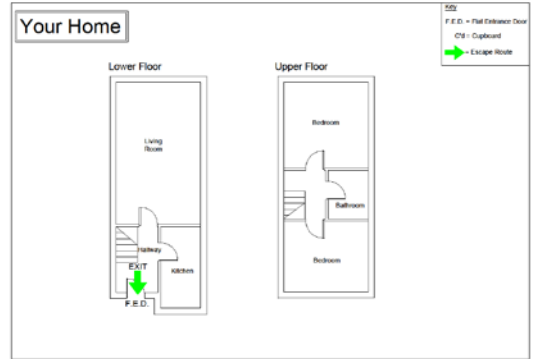 Your Home
Key
F.E.D. = Flat Entrance Door
C'd = Cupboard
= Escape Route
Lower Floor
Upper Floor
Living
Room
Hallway
EXIT
Kitchen
F.E.D.
Bedroom
Bathroom
Bedroom